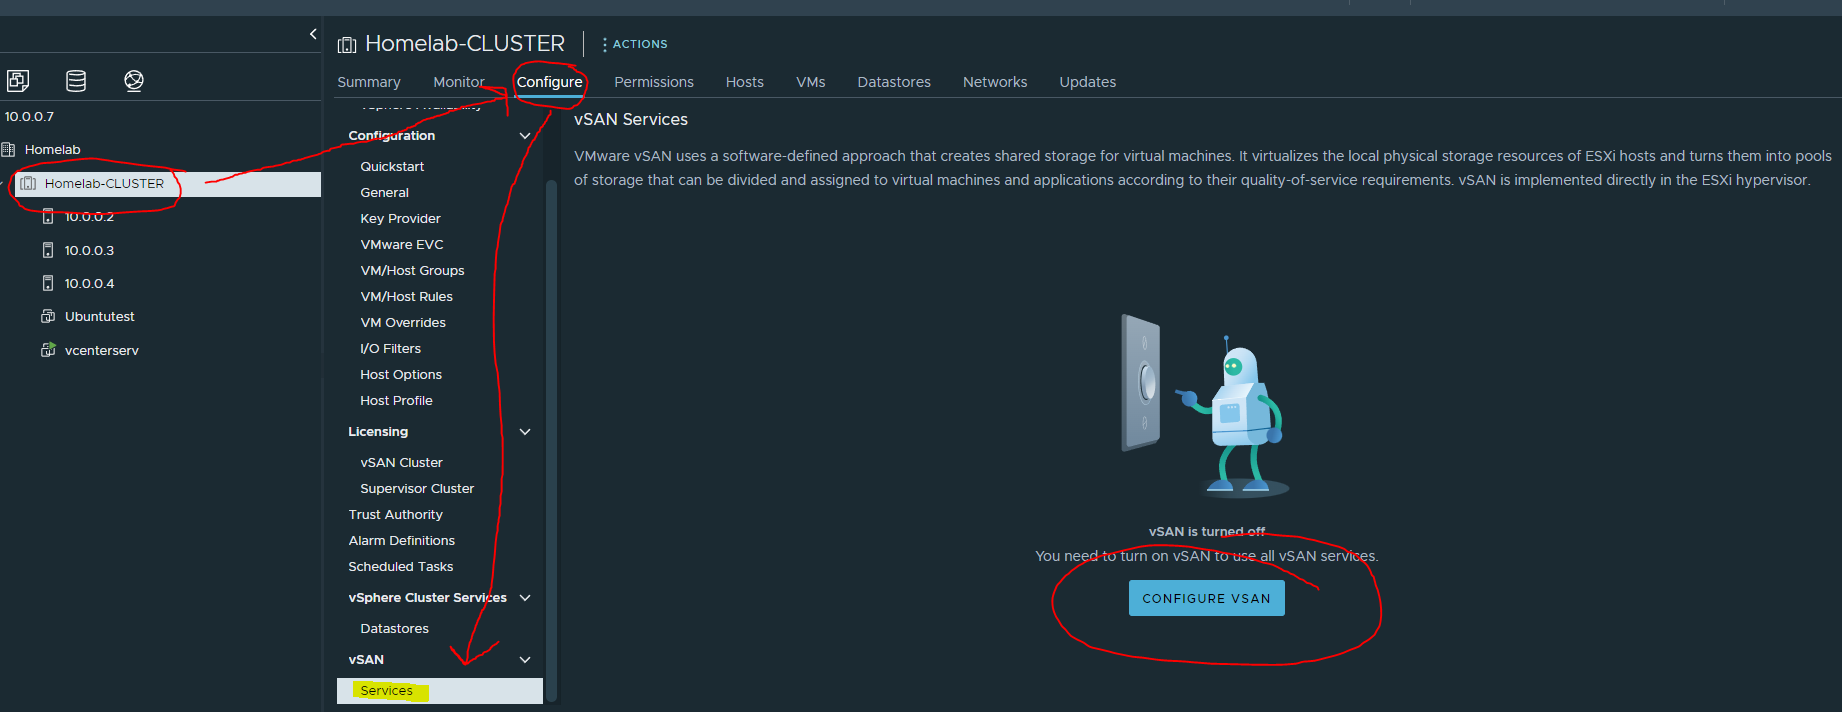 Homelab-CLUSTER
ACTIONS
Summary
Monitor
Configure
Permissions
Hosts
VMs
Datastores
Networks
Updates
10.0.0.7
Homelab
Homelab-CLUSTER
10.0.0.2
10.0.0.3
10.0.0.4
Ubuntutest
vcenterserv
vSphere Availability
Configuration
Quickstart
General
Key Provider
VMware EVC
VM/Host Groups
VM/Host Rules
VM Overrides
I/O Filters
Host Options
Host Profile
Licensing
vSAN Cluster
Supervisor Cluster
Trust Authority
Alarm Definitions
Scheduled Tasks
vSphere Cluster Services
Datastores
vSAN
Services
vSAN Services
VMware vSAN uses a software-defined approach that creates shared storage for virtual machines. It virtualizes the local physical storage resources of ESXi hosts and turns them into pools
of storage that can be divided and assigned to virtual machines and applications according to their quality-of-service requirements. vSAN is implemented directly in the ESXi hypervisor.
vSAN is turned off
You need to turn on vSAN to use all vSAN services.
CONFIGURE VSAN